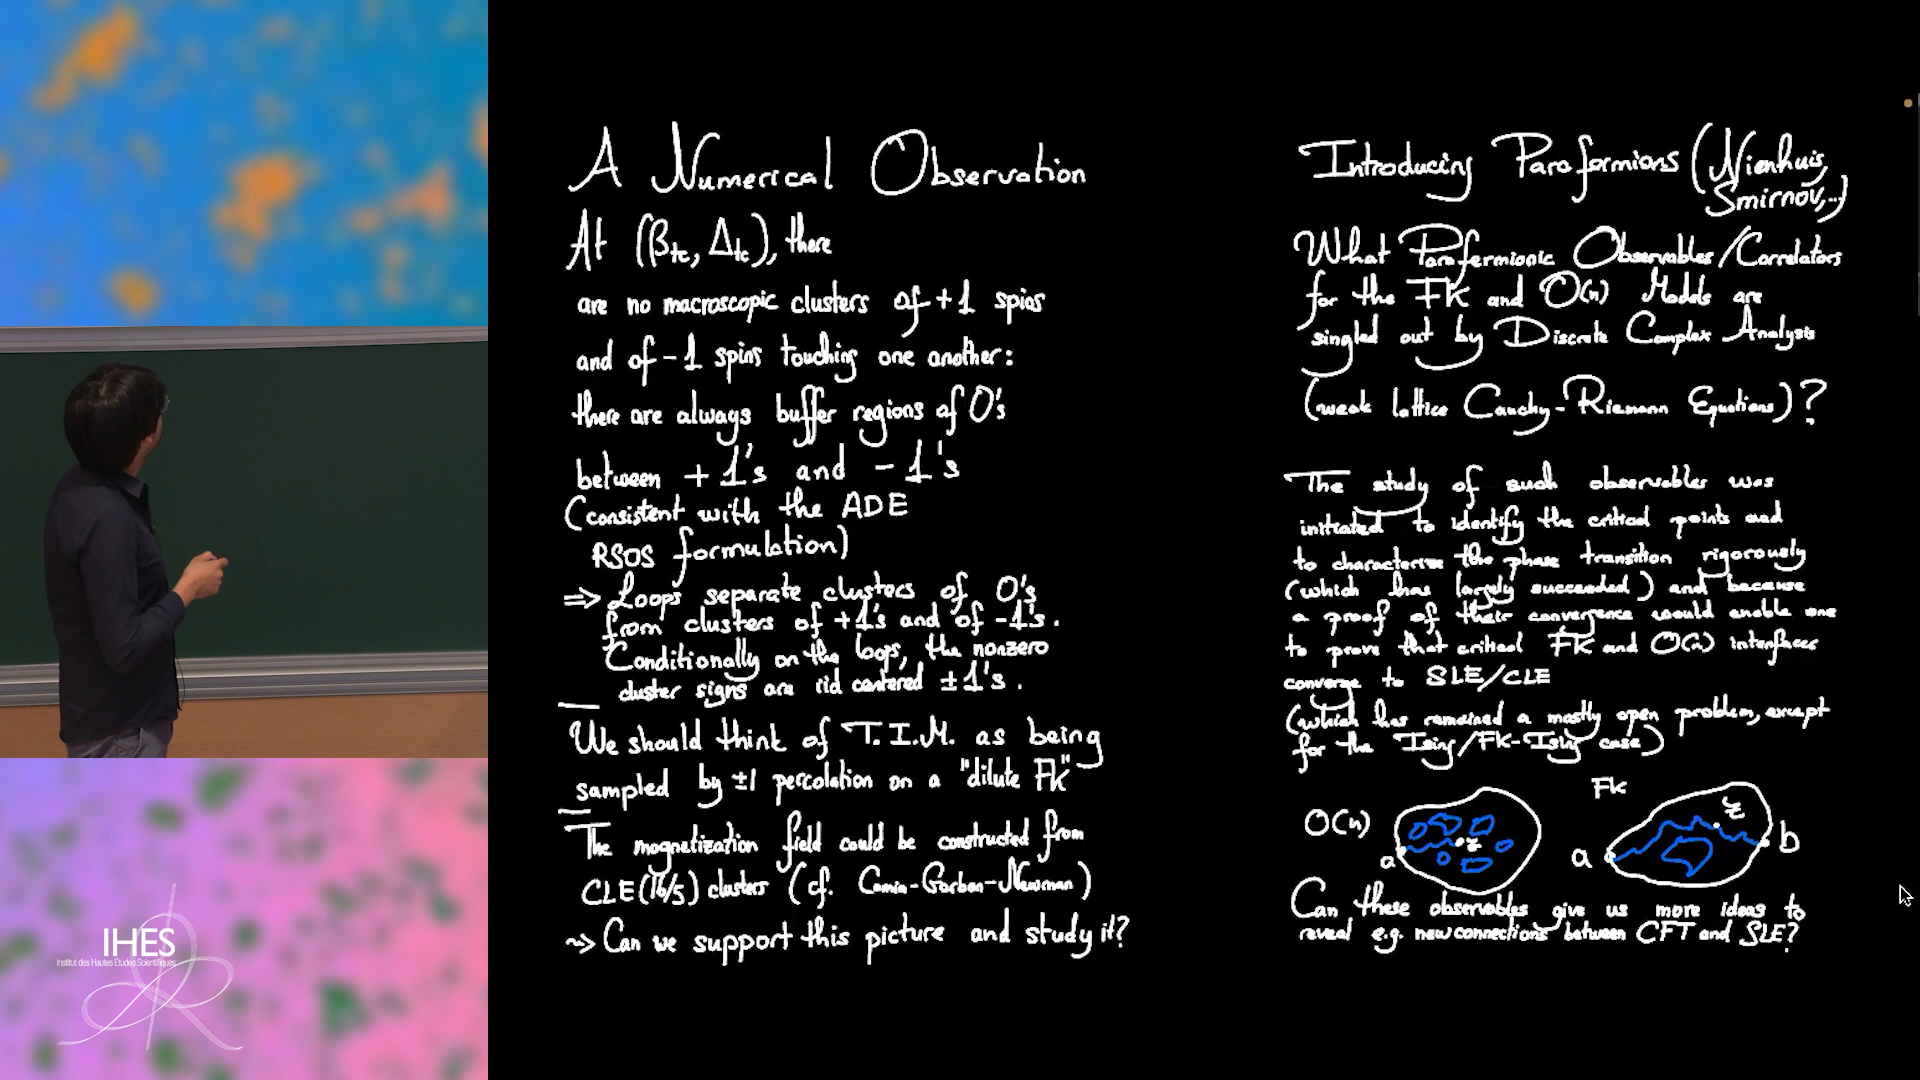 A Numerical Observation
At (βtc, Δtc), there
are no macroscopic clusters of +1 spins
and of -1 spins touching one another:
there are always buffer regions of 0's
between +1's and -1's
(consistent with the ADE
RSOS formulation)
⇒ Loops separate clusters of 0's
from clusters of +1's and of -1's.
Conditionally on the loops, the nonzero
cluster signs are iid centered ±1's.
We should think of T.I.M. as being
sampled by ±1 percolation on a "dilute FK"
The magnetization field could be constructed from
CLE(16/5) clusters (cf. Camia-Garban-Newman)
⇝ Can we support this picture and study it?
Introducing Parafermions (Nienhuis,
Smirnov,...)
What Parafermionic Observables/Correlators
for the FK and O(n) Models are
singled out by Discrete Complex Analysis
(weak lattice Cauchy-Riemann Equations)?
The study of such observables was
initiated to identify the critical points and
to characterize the phase transition rigorously
(which has largely succeeded) and because
a proof of their convergence would enable one
to prove that critical FK and O(n) interfaces
converge to SLE/CLE
(which has remained a mostly open problem, except
for the Ising/FK-Ising case)
O(n) a z
FK a z b
Can these observables give us more ideas to
reveal e.g. new connections between CFT and SLE?
IHES
Institut des Hautes Études Scientifiques